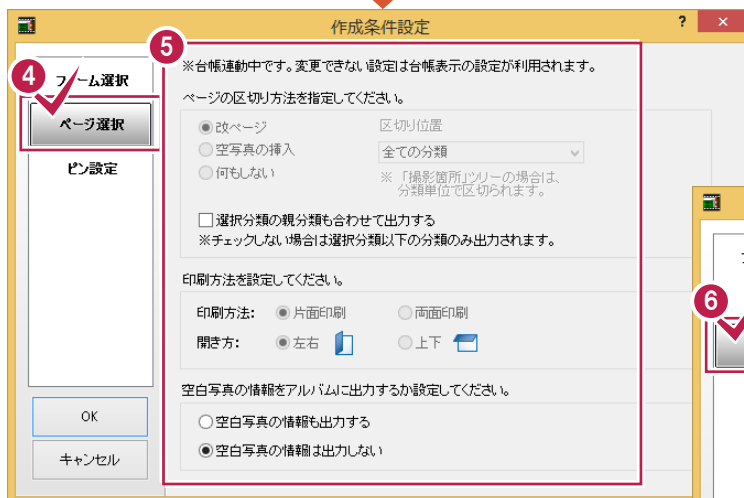 作成条件設定
?
×
4
フレーム選択
ページ選択
ピン設定
OK
キャンセル
5
※台帳連動中です。変更できない設定は台帳表示の設定が利用されます。
ページの区切り方法を指定してください。
改ページ
区切り位置
空写真の挿入
全ての分類
何もしない
※「撮影箇所」ツリーの場合は、
分類単位で区切られます。
選択分類の親分類も合わせて出力する
※チェックしない場合は選択分類以下の分類のみ出力されます。
印刷方法を設定してください。
印刷方法: 片面印刷 両面印刷
開き方: 左右 上下
空白写真の情報をアルバムに出力するか設定してください。
空白写真の情報も出力する
空白写真の情報は出力しない
6